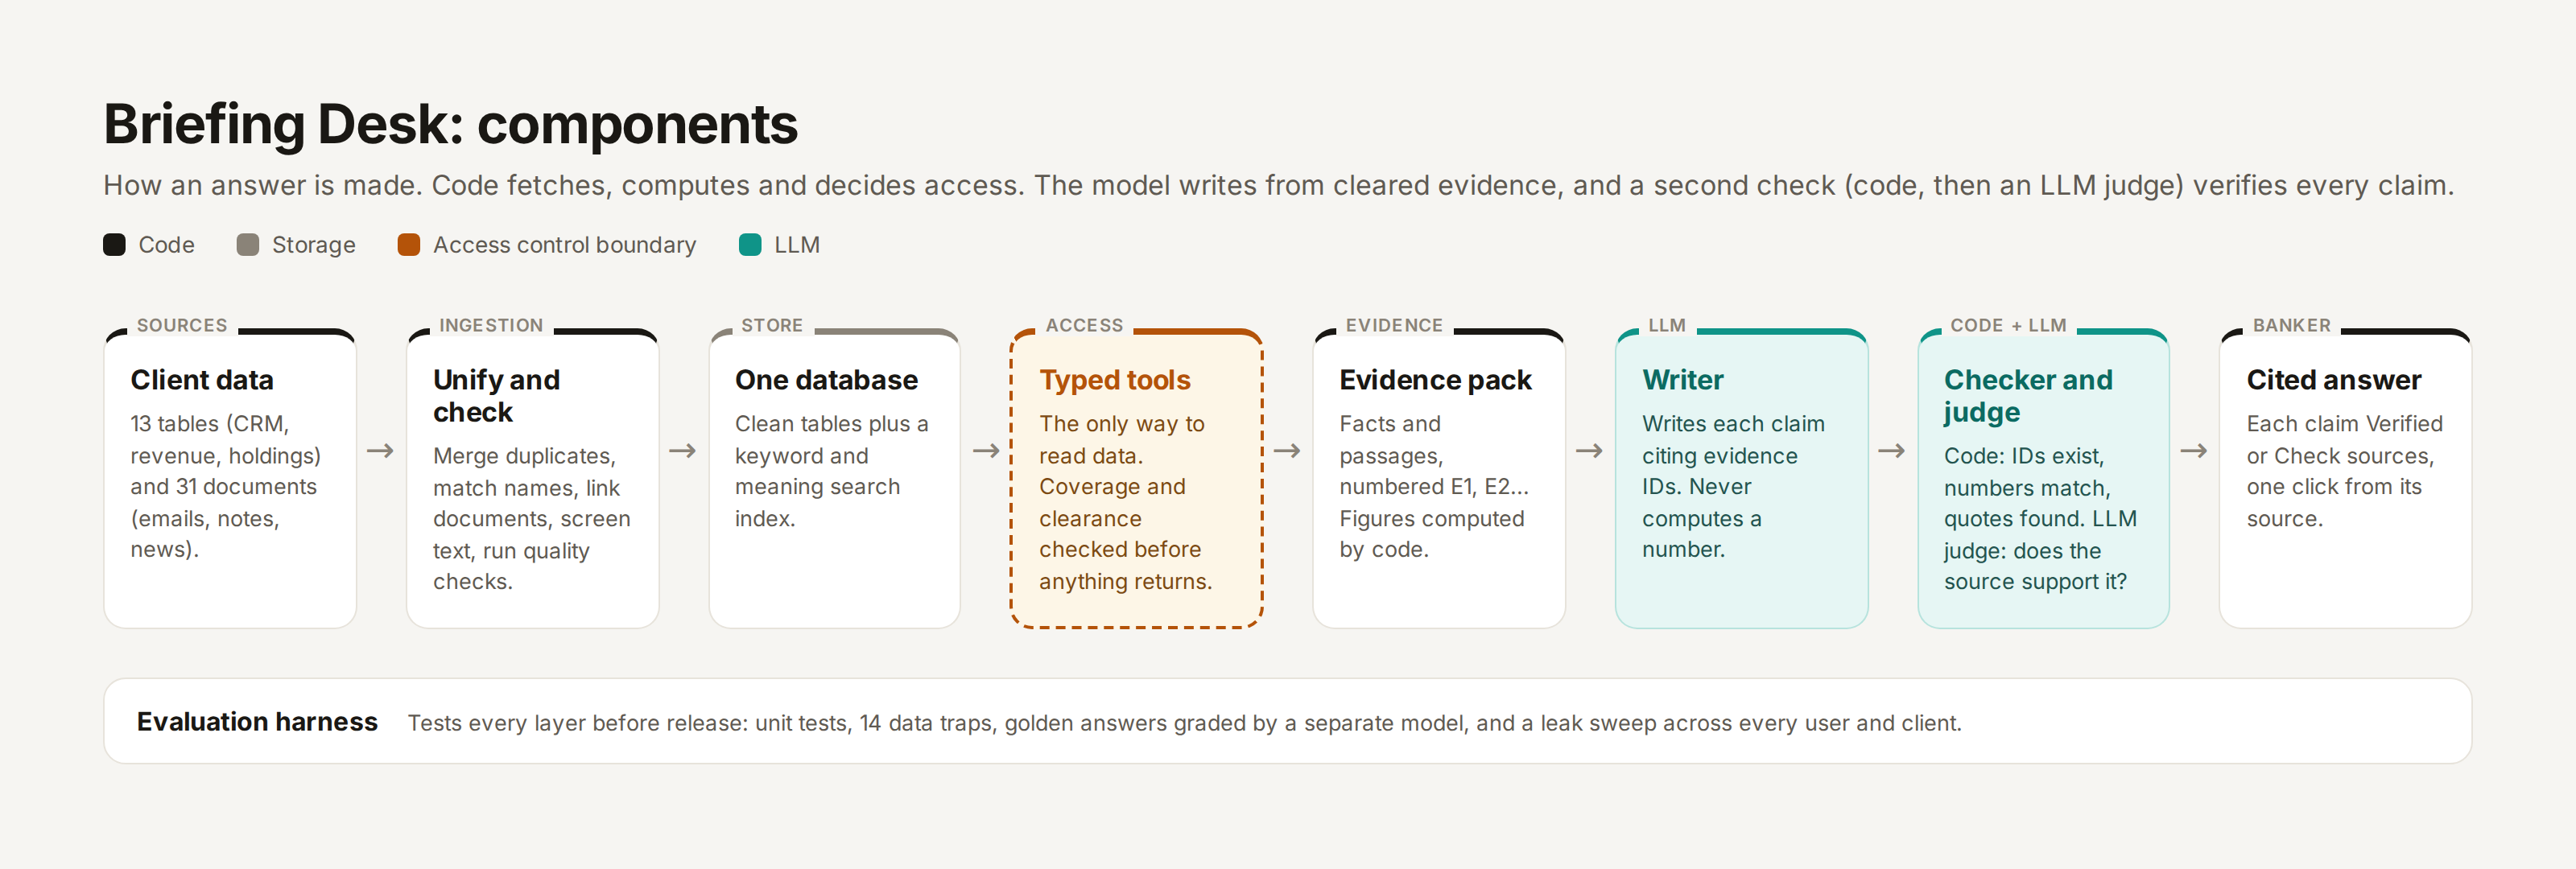 Briefing Desk: components
How an answer is made. Code fetches, computes and decides access. The model writes from cleared evidence, and a second check (code, then an LLM judge) verifies every claim.
Code
Storage
Access control boundary
LLM
SOURCES
Client data
13 tables (CRM,
revenue, holdings)
and 31 documents
(emails, notes,
news).
→
INGESTION
Unify and
check
Merge duplicates,
match names, link
documents, screen
text, run quality
checks.
→
STORE
One database
Clean tables plus a
keyword and
meaning search
index.
→
ACCESS
Typed tools
The only way to
read data.
Coverage and
clearance
checked before
anything returns.
→
EVIDENCE
Evidence pack
Facts and
passages,
numbered E1, E2...
Figures computed
by code.
→
LLM
Writer
Writes each claim
citing evidence
IDs. Never
computes a
number.
→
CODE + LLM
Checker and
judge
Code: IDs exist,
numbers match,
quotes found. LLM
judge: does the
source support it?
→
BANKER
Cited answer
Each claim Verified
or Check sources,
one click from its
source.
Evaluation harness
Tests every layer before release: unit tests, 14 data traps, golden answers graded by a separate model, and a leak sweep across every user and client.